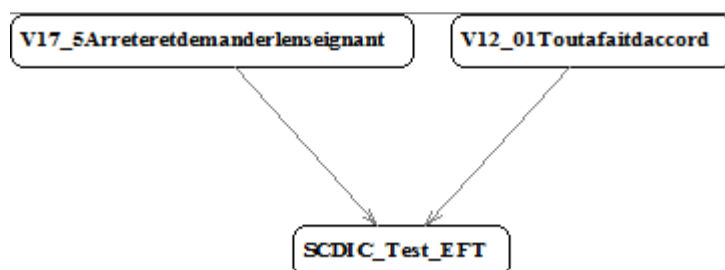 V17_5Arreteretdemanderlenseignant
V12_01Toutafaitdaccord
SCDIC_Test_EFT